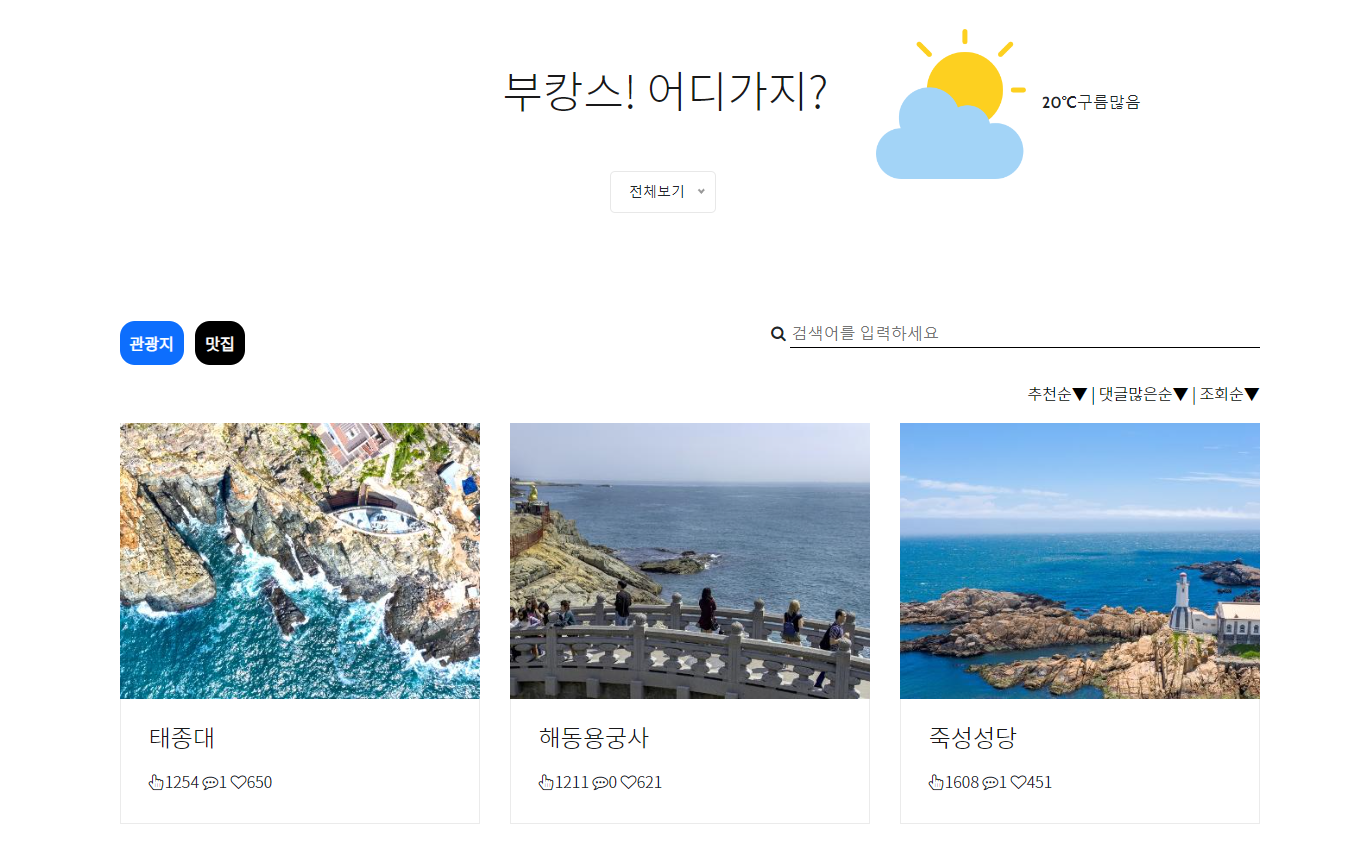 부캉스! 어디가지?
20℃구름많음
전체보기
관광지 맛집
검색어를 입력하세요
추천순▼ | 댓글많은순▼ | 조회순▼
태종대
1254 1 650
해동용궁사
1211 0 621
죽성성당
1608 1 451